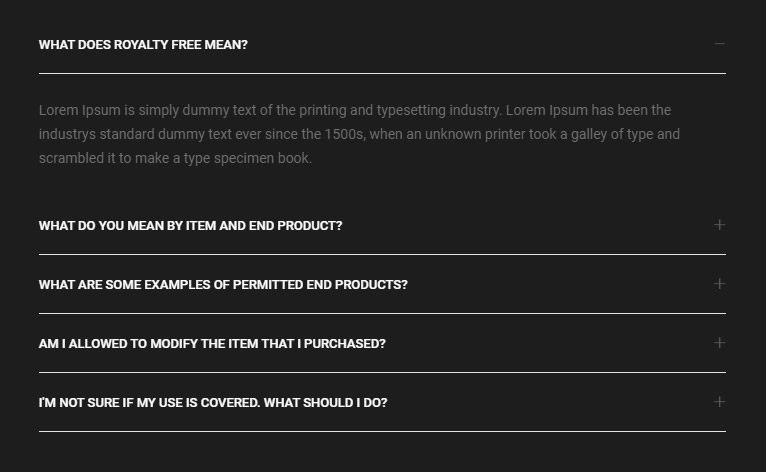 WHAT DOES ROYALTY FREE MEAN?
Lorem Ipsum is simply dummy text of the printing and typesetting industry. Lorem Ipsum has been the
industrys standard dummy text ever since the 1500s, when an unknown printer took a galley of type and
scrambled it to make a type specimen book.
WHAT DO YOU MEAN BY ITEM AND END PRODUCT?
WHAT ARE SOME EXAMPLES OF PERMITTED END PRODUCTS?
AM I ALLOWED TO MODIFY THE ITEM THAT I PURCHASED?
I'M NOT SURE IF MY USE IS COVERED. WHAT SHOULD I DO?